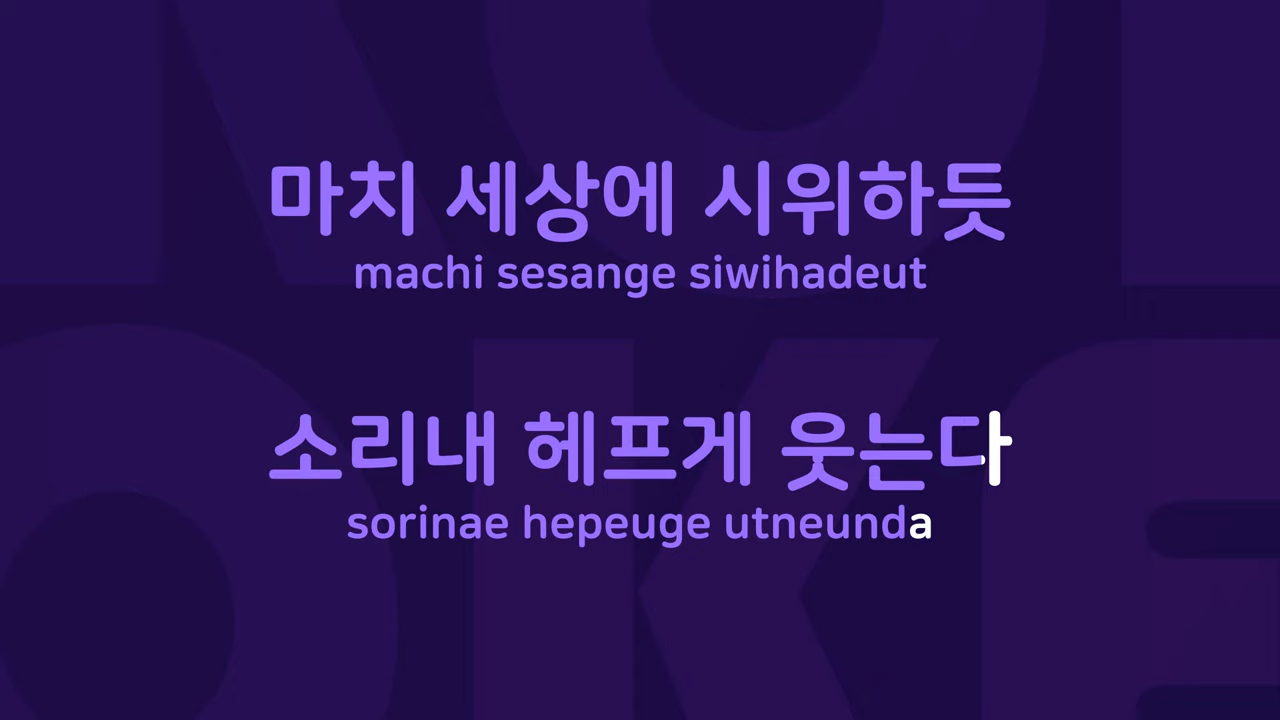 마치 세상에 시위하듯
machi sesange siwihadeut
소리내 헤프게 웃는다
sorinae hepeuge utneunda